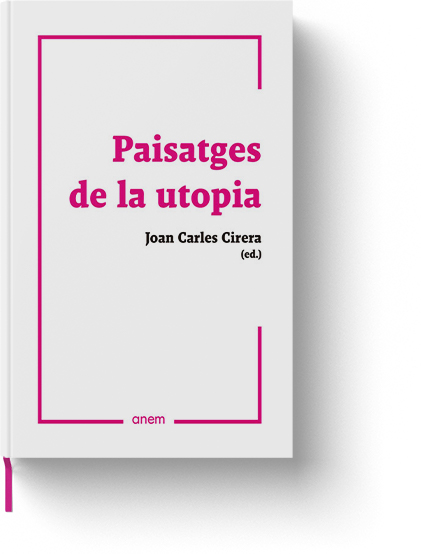 Paisatges
de la utopia
Joan Carles Cirera
(ed.)
anem